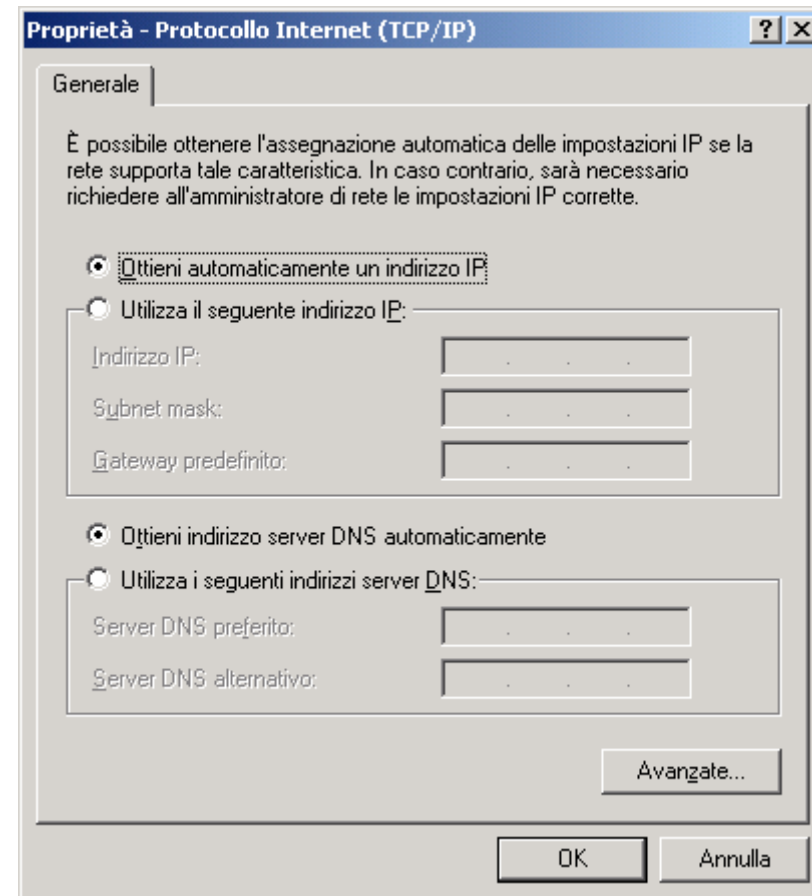 Proprietà - Protocollo Internet (TCP/IP)
Generale
È possibile ottenere l'assegnazione automatica delle impostazioni IP se la
rete supporta tale caratteristica. In caso contrario, sarà necessario
richiedere all'amministratore di rete le impostazioni IP corrette.
Ottieni automaticamente un indirizzo IP
Utilizza il seguente indirizzo IP:
Indirizzo IP:
Subnet mask:
Gateway predefinito:
Ottieni indirizzo server DNS automaticamente
Utilizza i seguenti indirizzi server DNS:
Server DNS preferito:
Server DNS alternativo:
Avanzate...
OK Annulla